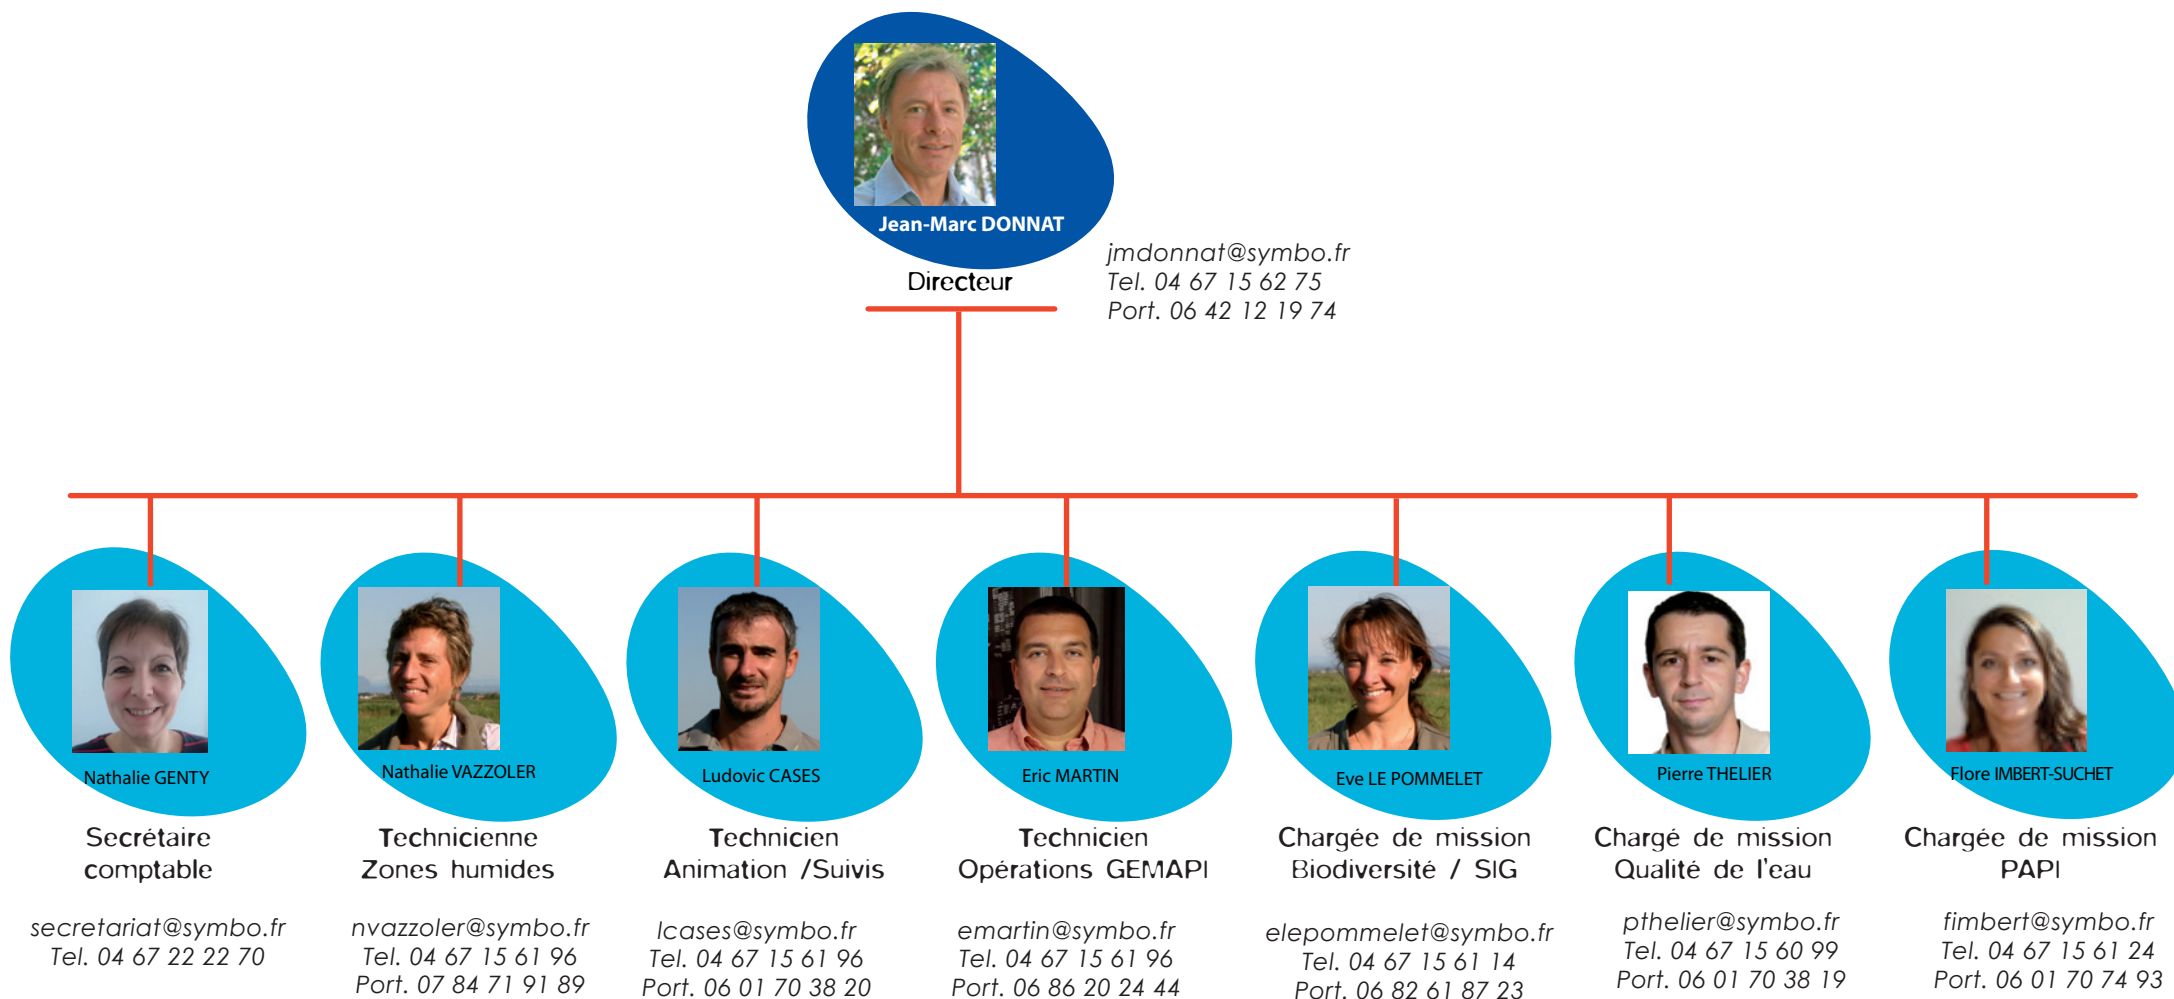 Jean-Marc DONNAT
Directeur
jmdonnat@symbo.fr
Tel. 04 67 15 62 75
Port. 06 42 12 19 74
Nathalie GENTY
Secrétaire
comptable
secretariat@symbo.fr
Tel. 04 67 22 22 70
Nathalie VAZZOLER
Technicienne
Zones humides
nvazzoler@symbo.fr
Tel. 04 67 15 61 96
Port. 07 84 71 91 89
Ludovic CASES
Technicien
Animation /Suivis
lcases@symbo.fr
Tel. 04 67 15 61 96
Port. 06 01 70 38 20
Eric MARTIN
Technicien
Opérations GEMAPI
emartin@symbo.fr
Tel. 04 67 15 61 96
Port. 06 86 20 24 44
Eve LE POMMELET
Chargée de mission
Biodiversité / SIG
elepommelet@symbo.fr
Tel. 04 67 15 61 14
Port. 06 82 61 87 23
Pierre THELIER
Chargé de mission
Qualité de l'eau
pthelier@symbo.fr
Tel. 04 67 15 60 99
Port. 06 01 70 38 19
Flore IMBERT-SUCHET
Chargée de mission
PAPI
fimbert@symbo.fr
Tel. 04 67 15 61 24
Port. 06 01 70 74 93